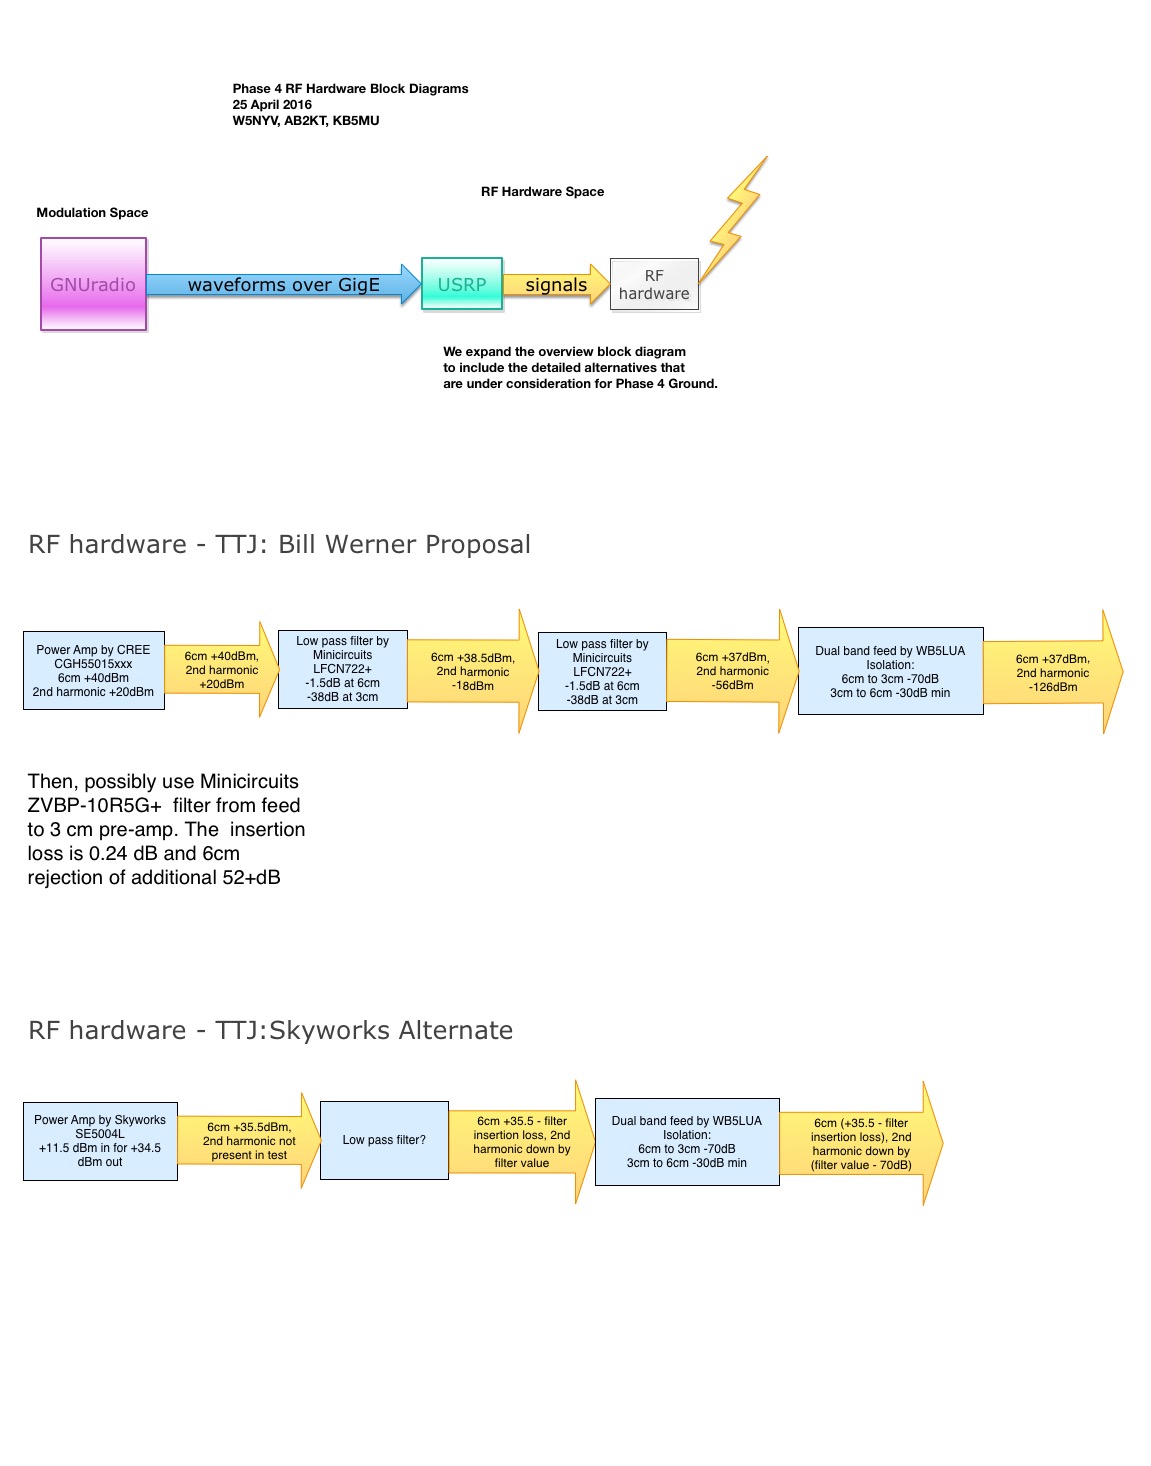 Phase 4 RF Hardware Block Diagrams
25 April 2016
W5NYV, AB2KT, KB5MU
RF Hardware Space
Modulation Space
GNUradio
waveforms over GigE
USRP
signals
RF
hardware
We expand the overview block diagram
to include the detailed alternatives that
are under consideration for Phase 4 Ground.
RF hardware - TTJ: Bill Werner Proposal
Power Amp by CREE
CGH55015xxx
6cm +40dBm
2nd harmonic +20dBm
6cm +40dBm,
2nd harmonic
+20dBm
Low pass filter by
Minicircuits
LFCN722+
-1.5dB at 6cm
-38dB at 3cm
6cm +38.5dBm,
2nd harmonic
-18dBm
Low pass filter by
Minicircuits
LFCN722+
-1.5dB at 6cm
-38dB at 3cm
6cm +37dBm,
2nd harmonic
-56dBm
Dual band feed by WB5LUA
Isolation:
6cm to 3cm -70dB
3cm to 6cm -30dB min
6cm +37dBm,
2nd harmonic
-126dBm
Then, possibly use Minicircuits
ZVBP-10R5G+  filter from feed
to 3 cm pre-amp. The  insertion
loss is 0.24 dB and 6cm
rejection of additional 52+dB
RF hardware - TTJ:Skyworks Alternate
Power Amp by Skyworks
SE5004L
+11.5 dBm in for +34.5
dBm out
6cm +35.5dBm,
2nd harmonic not
present in test
Low pass filter?
6cm +35.5 - filter
insertion loss, 2nd
harmonic down by
filter value
Dual band feed by WB5LUA
Isolation:
6cm to 3cm -70dB
3cm to 6cm -30dB min
6cm (+35.5 - filter
insertion loss), 2nd
harmonic down by
(filter value - 70dB)